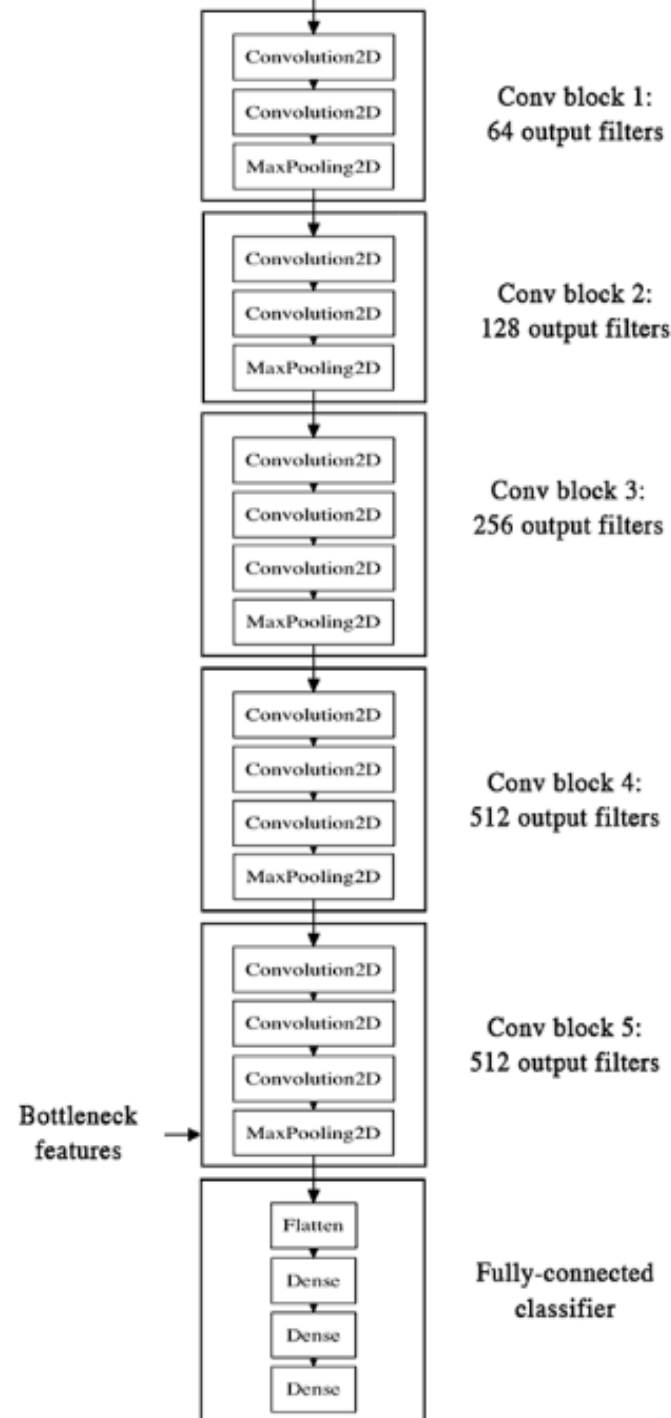 Convolution2D
Convolution2D
MaxPooling2D
Conv block 1:
64 output filters
Convolution2D
Convolution2D
MaxPooling2D
Conv block 2:
128 output filters
Convolution2D
Convolution2D
Convolution2D
MaxPooling2D
Conv block 3:
256 output filters
Convolution2D
Convolution2D
Convolution2D
MaxPooling2D
Conv block 4:
512 output filters
Convolution2D
Convolution2D
Convolution2D
MaxPooling2D
Conv block 5:
512 output filters
Bottleneck
features
Flatten
Dense
Dense
Dense
Fully-connected
classifier